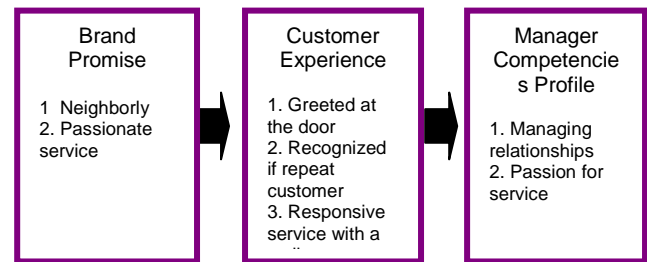 Brand
Promise
1 Neighborly
2. Passionate
service
Customer
Experience
1. Greeted at
the door
2. Recognized
if repeat
customer
3. Responsive
service with a
Manager
Competencie
s Profile
1. Managing
relationships
2. Passion for
service